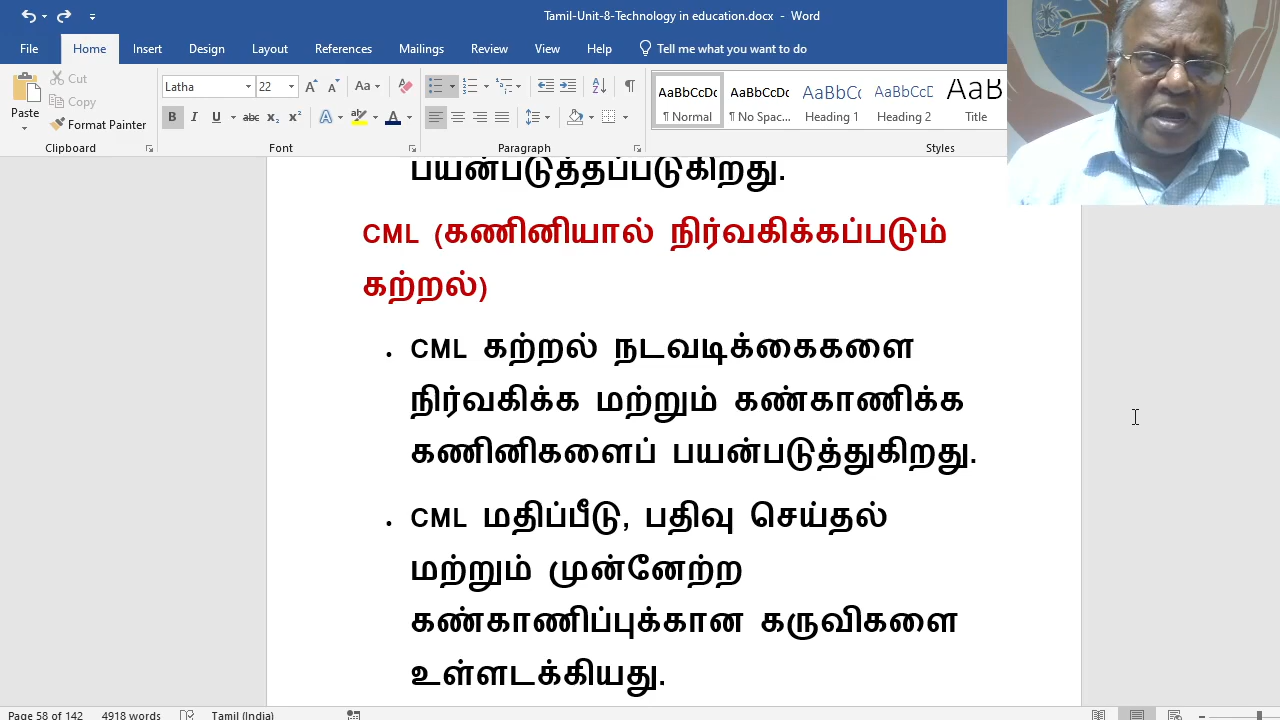 Tamil-Unit-8-Technology in education.docx - Word
File Home Insert Design Layout References Mailings Review View Help Tell me what you want to do
Paste
Cut
Copy
Format Painter
Clipboard
Latha 22
B I U abc x₂ x²
Font
Paragraph
AaBbCcDc AaBbCcDc AaBbCc AaBbCcD AaB
¶ Normal ¶ No Spac... Heading 1 Heading 2 Title
Styles
பயன்படுத்தப்படுகிறது.
CML (கணினியால் நிர்வகிக்கப்படும்
கற்றல்)
• CML கற்றல் நடவடிக்கைகளை
நிர்வகிக்க மற்றும் கண்காணிக்க
கணினிகளைப் பயன்படுத்துகிறது.
• CML மதிப்பீடு, பதிவு செய்தல்
மற்றும் முன்னேற்ற
கண்காணிப்புக்கான கருவிகளை
உள்ளடக்கியது.
Page 58 of 142 4918 words Tamil (India)